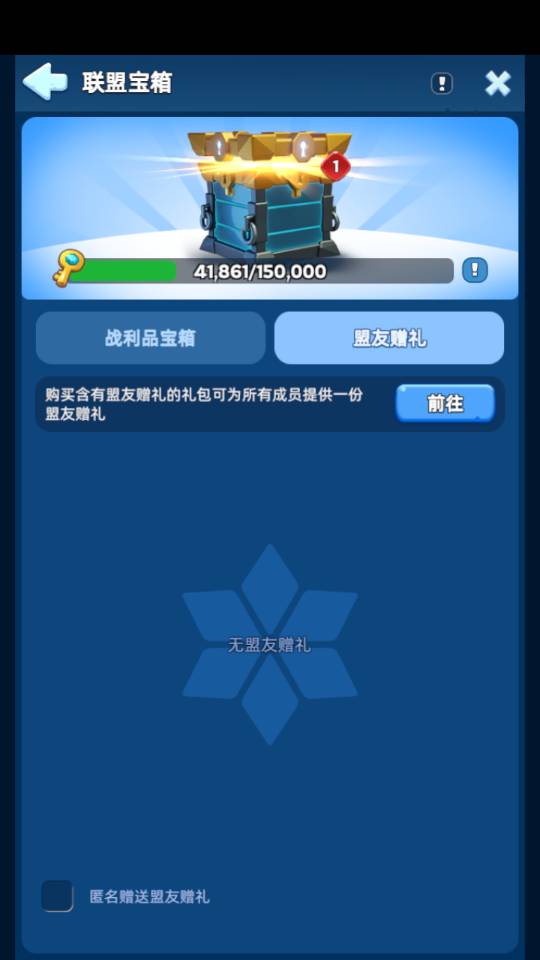 联盟宝箱
1
41,861/150,000
战利品宝箱
盟友赠礼
购买含有盟友赠礼的礼包可为所有成员提供一份
盟友赠礼
前往
无盟友赠礼
匿名赠送盟友赠礼